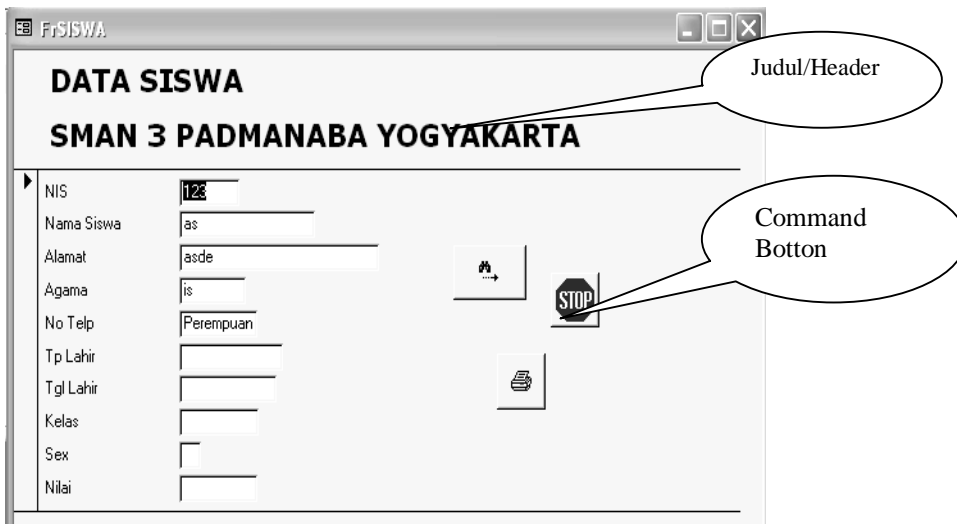 FrSISWA
DATA SISWA
SMAN 3 PADMANABA YOGYAKARTA
Judul/Header
NIS 123
Nama Siswa as
Alamat asde
Agama is
No Telp Perempuan
Tp Lahir
Tgl Lahir
Kelas
Sex
Nilai
STOP
Command
Botton